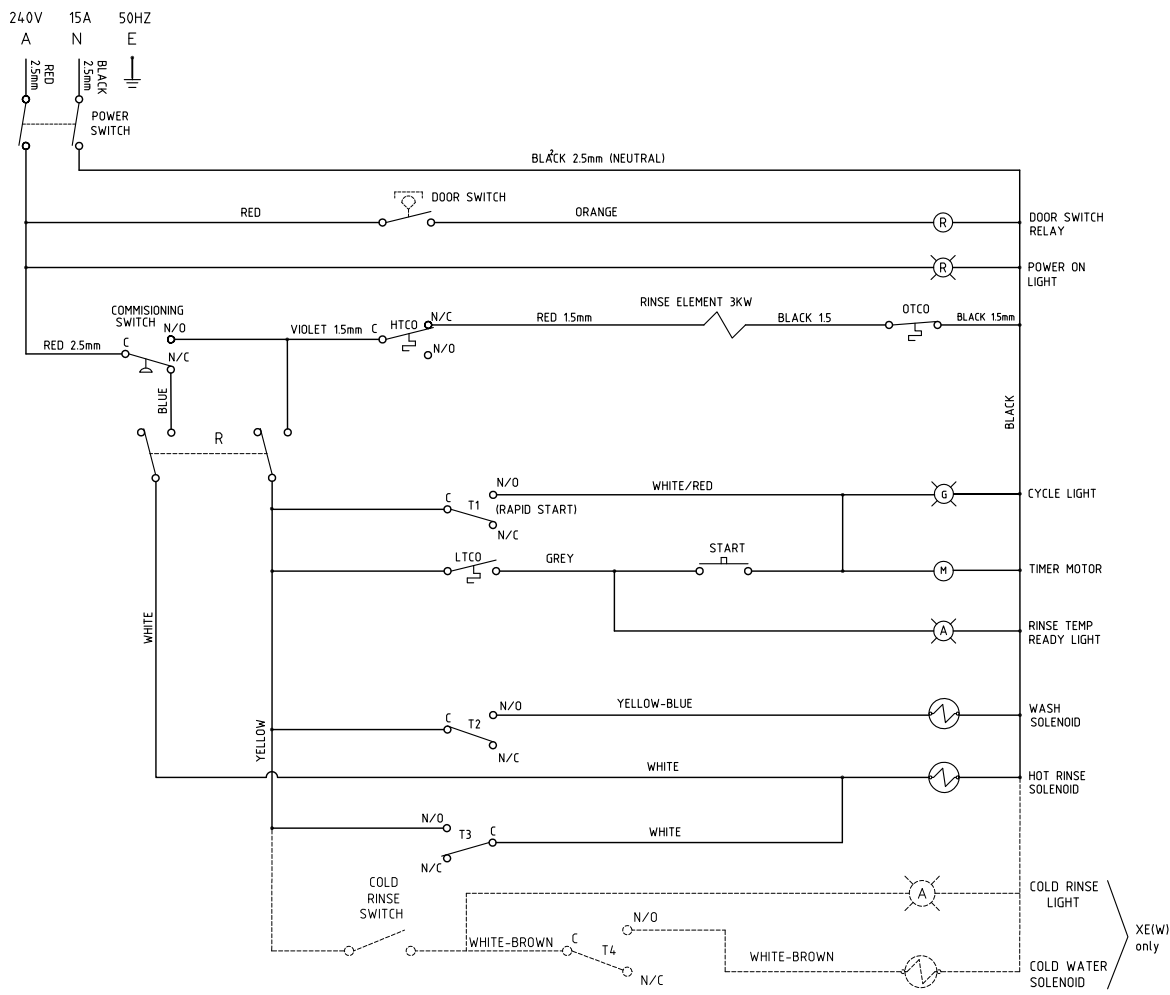 240V 15A 50HZ
A N E
RED
2.5mm
BLACK
2.5mm
POWER
SWITCH
BLACK 2.5mm² (NEUTRAL)
DOOR SWITCH
RED
ORANGE
R
DOOR SWITCH
RELAY
R
POWER ON
LIGHT
COMMISIONING
SWITCH
N/O
RED 2.5mm
C
N/C
BLUE
VIOLET 1.5mm
C
HTCO
N/C
N/O
RED 1.5mm
RINSE ELEMENT 3KW
BLACK 1.5
OTCO
BLACK 1.5mm
BLACK
R
C
T1
N/O
(RAPID START)
N/C
WHITE/RED
G
CYCLE LIGHT
LTCO
GREY
START
M
TIMER MOTOR
A
RINSE TEMP
READY LIGHT
WHITE
YELLOW
C
T2
N/O
N/C
YELLOW-BLUE
WASH
SOLENOID
WHITE
HOT RINSE
SOLENOID
N/O
T3
C
N/C
WHITE
COLD
RINSE
SWITCH
A
COLD RINSE
LIGHT
WHITE-BROWN
C
T4
N/O
N/C
WHITE-BROWN
COLD WATER
SOLENOID
XE(W)
only